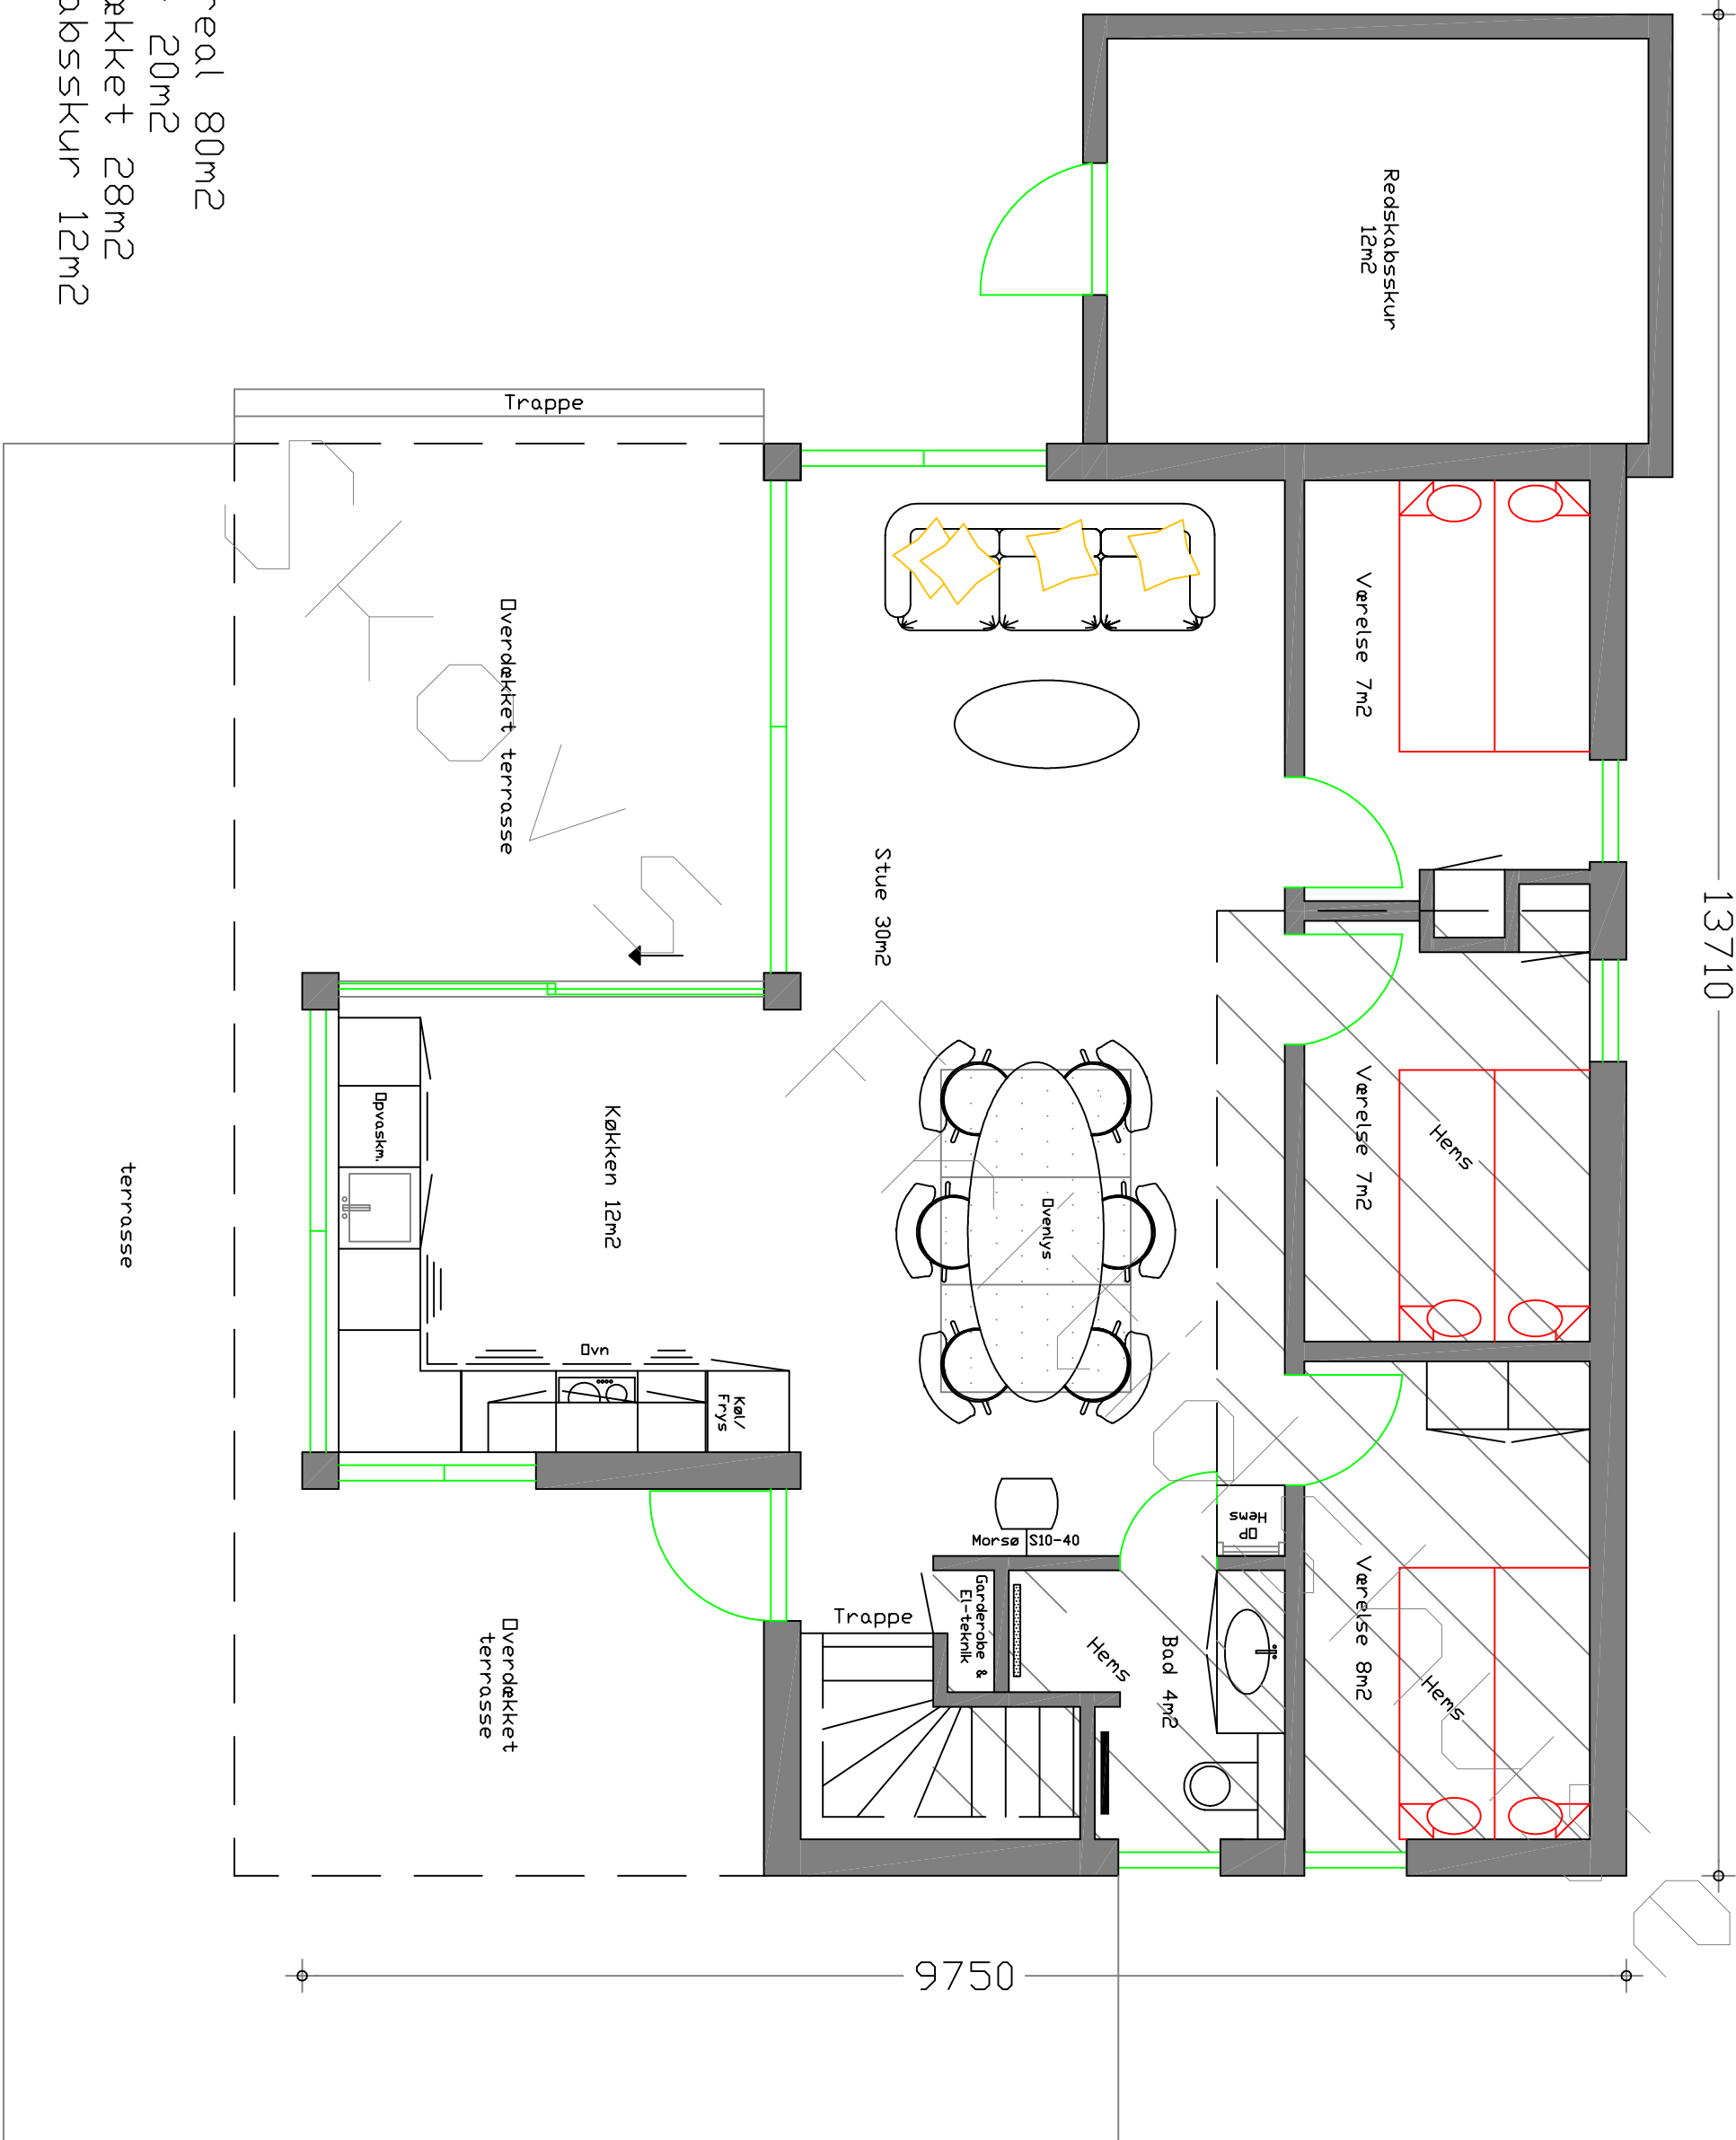 real 80m2
20m2
ækket 28m2
absskur 12m2
Redskabsskur
12m2
13710
Trappe
Overdækket terrasse
Værelse 7m2
Stue 30m2
Værelse 7m2
Hems
Køkken 12m2
Opvaskm.
Ovenlys
terrasse
Ovn
Køl/
Frys
Morsø S10-40
OP
Hems
Værelse 8m2
Hems
Garderobe &
El-teknik
Trappe
Bad 4m2
Hems
Overdækket
terrasse
9750